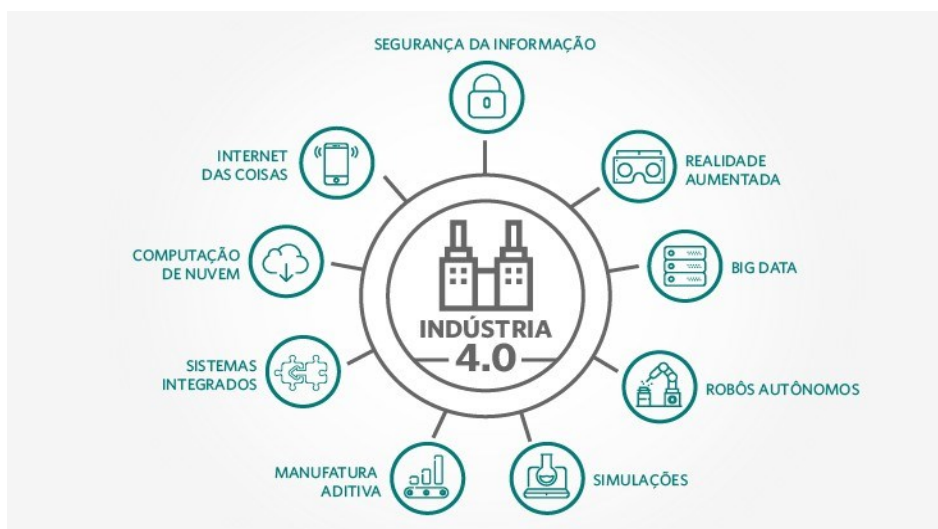 SEGURANÇA DA INFORMAÇÃO
INTERNET
DAS COISAS
REALIDADE
AUMENTADA
COMPUTAÇÃO
DE NUVEM
BIG DATA
INDÚSTRIA
4.0
SISTEMAS
INTEGRADOS
ROBÔS AUTÔNOMOS
MANUFATURA
ADITIVA
SIMULAÇÕES